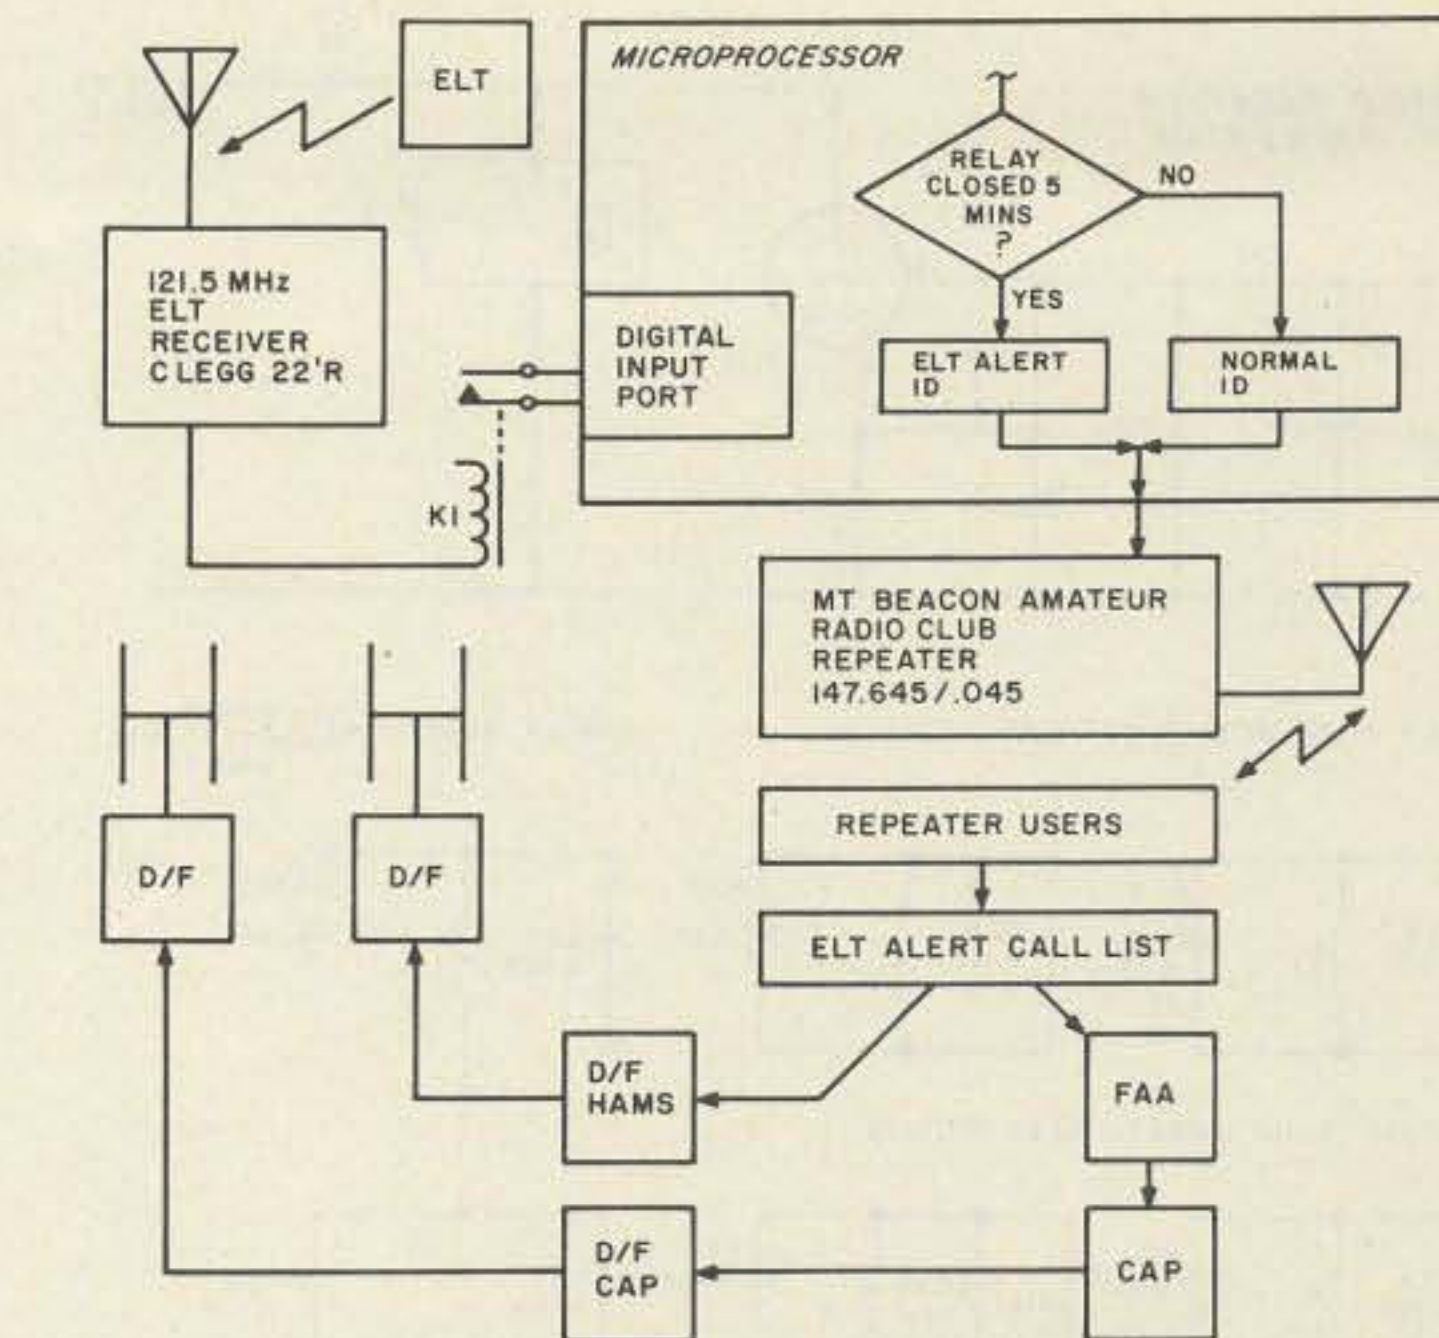 ELT
MICROPROCESSOR
RELAY
CLOSED 5
MINS
?
NO
YES
121.5 MHz
ELT
RECEIVER
CLEGG 22'R
DIGITAL
INPUT
PORT
ELT ALERT
ID
NORMAL
ID
K1
MT BEACON AMATEUR
RADIO CLUB
REPEATER
147.645/.045
REPEATER USERS
D/F
D/F
ELT ALERT CALL LIST
D/F
HAMS
FAA
D/F
CAP
CAP